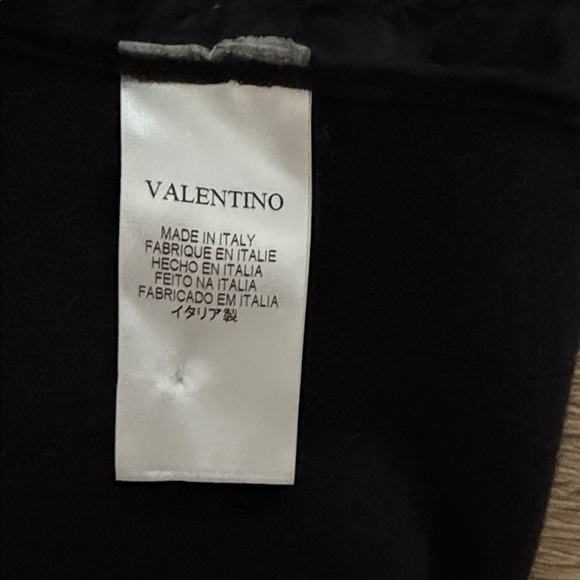 VALENTINO
MADE IN ITALY
FABRIQUE EN ITALIE
HECHO EN ITALIA
FEITO NA ITALIA
FABRICADO EM ITALIA
イタリア製